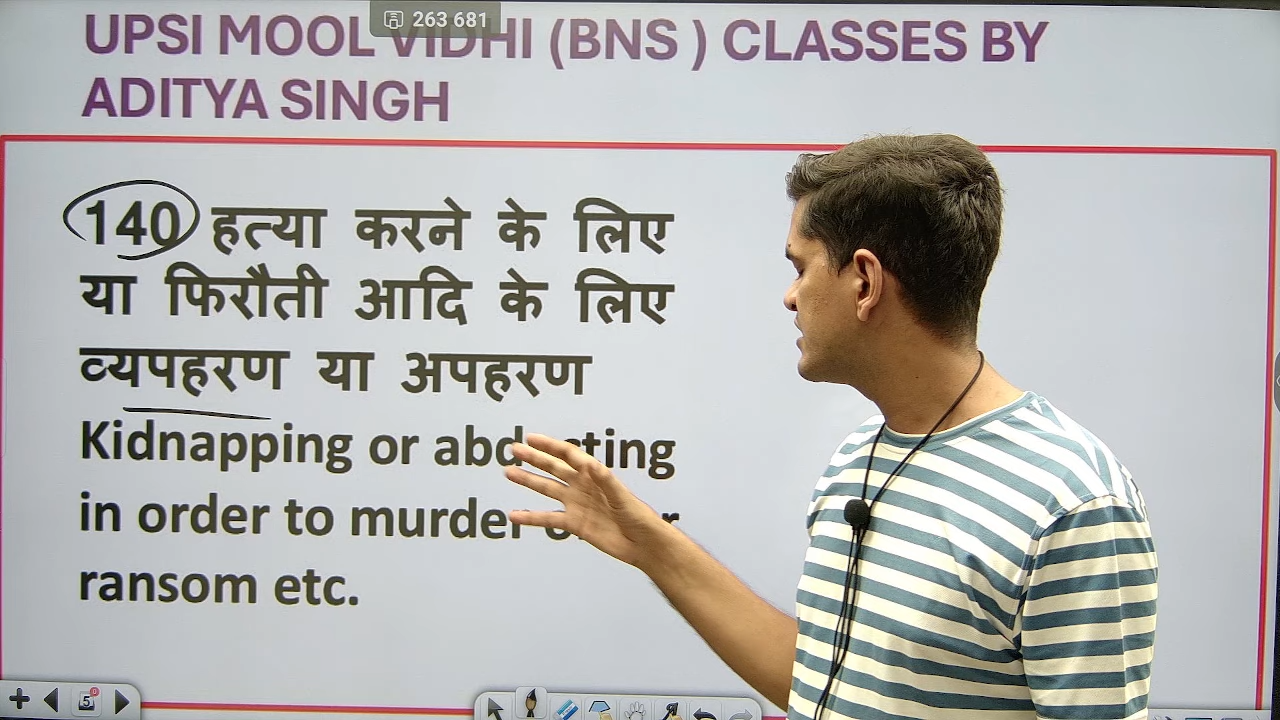 263 681
UPSI MOOL VIDHI (BNS ) CLASSES BY
ADITYA SINGH
140 हत्या करने के लिए
या फिरौती आदि के लिए
व्यपहरण या अपहरण
Kidnapping or
in order to murder
ransom etc.
5